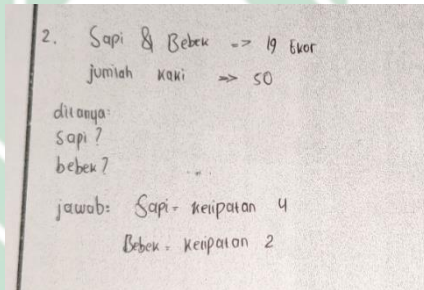 2. Sapi & Bebek => 19 Ekor
jumlah kaki => 50
ditanya:
sapi?
bebek?
jawab: Sapi = kelipatan 4
Bebek = Kelipatan 2